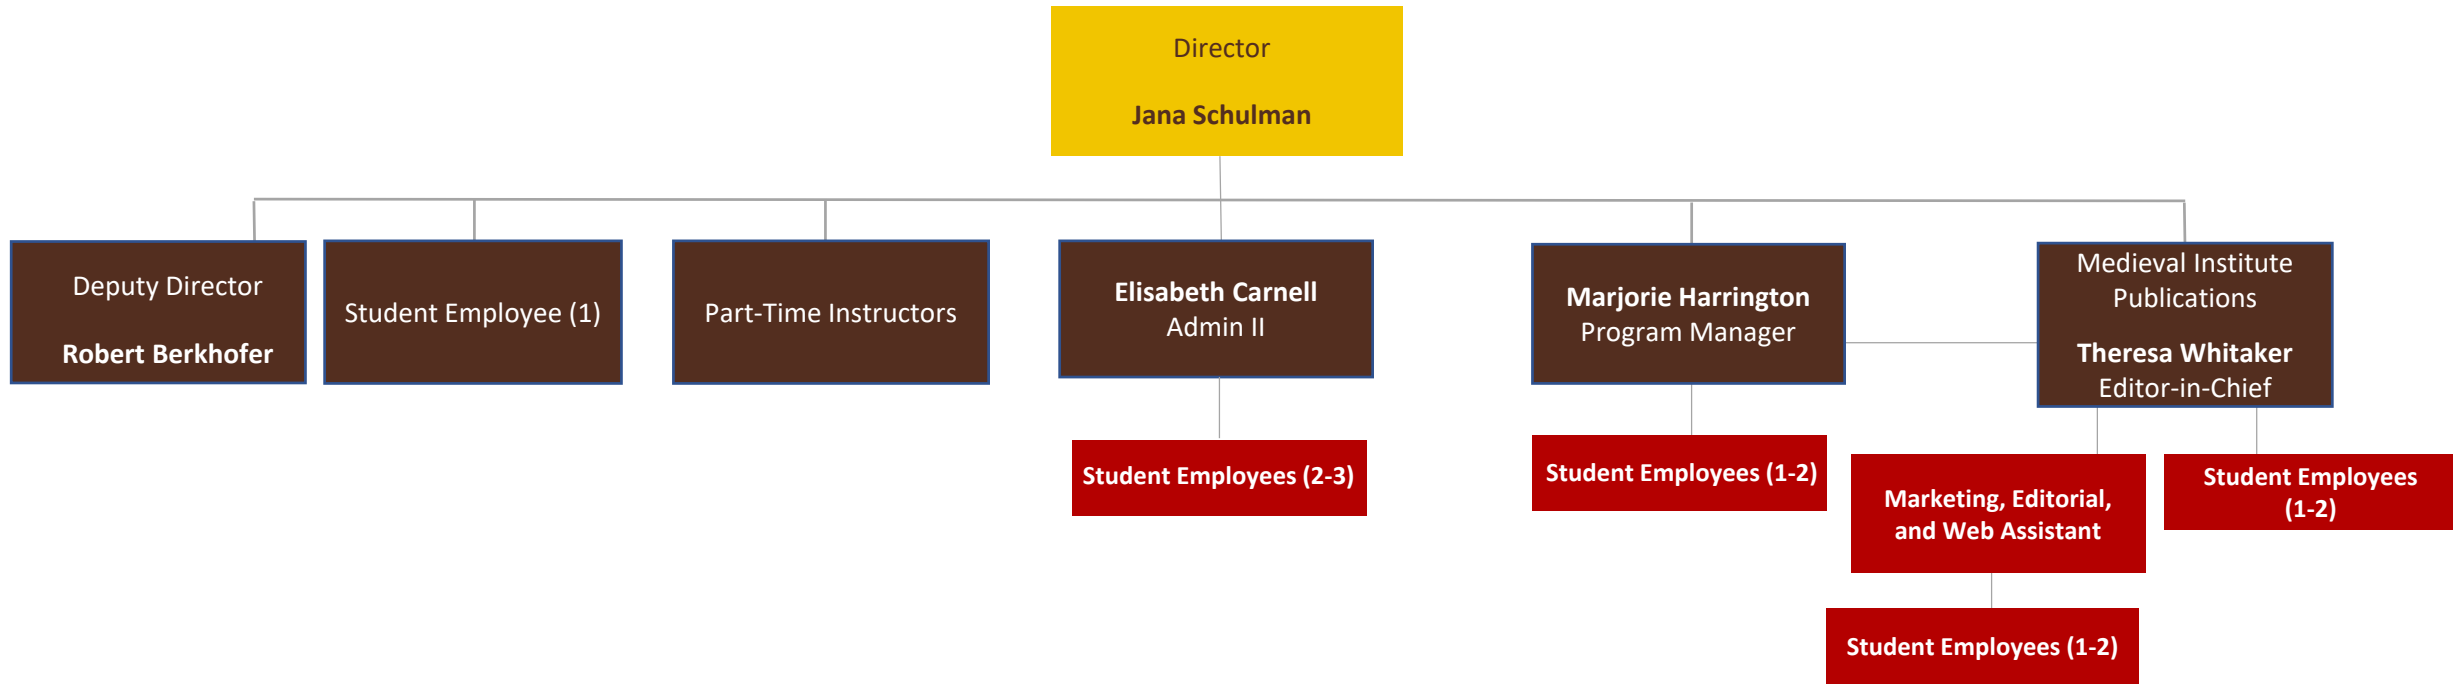 Director
Jana Schulman
Deputy Director
Robert Berkhofer
Student Employee (1)
Part-Time Instructors
Elisabeth Carnell
Admin II
Marjorie Harrington
Program Manager
Medieval Institute
Publications
Theresa Whitaker
Editor-in-Chief
Student Employees (2-3)
Student Employees (1-2)
Marketing, Editorial,
and Web Assistant
Student Employees
(1-2)
Student Employees (1-2)